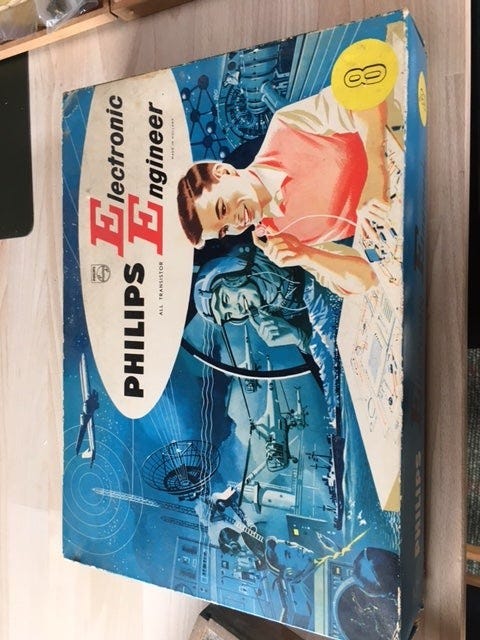 PHILIPS Electronic
Engineer
ALL TRANSISTOR
MADE IN HOLLAND
8
PHILIPS